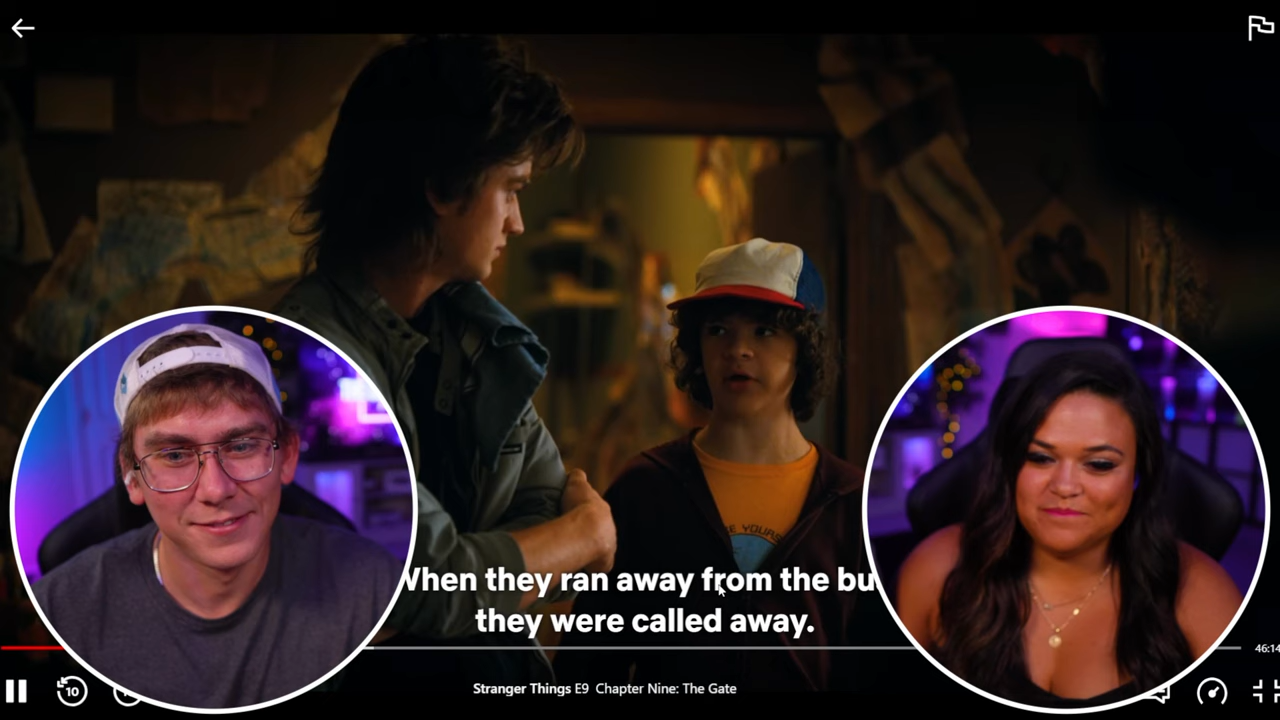 E YOURS
When they ran away from the bu
they were called away.
46:14
10
Stranger Things E9 Chapter Nine: The Gate